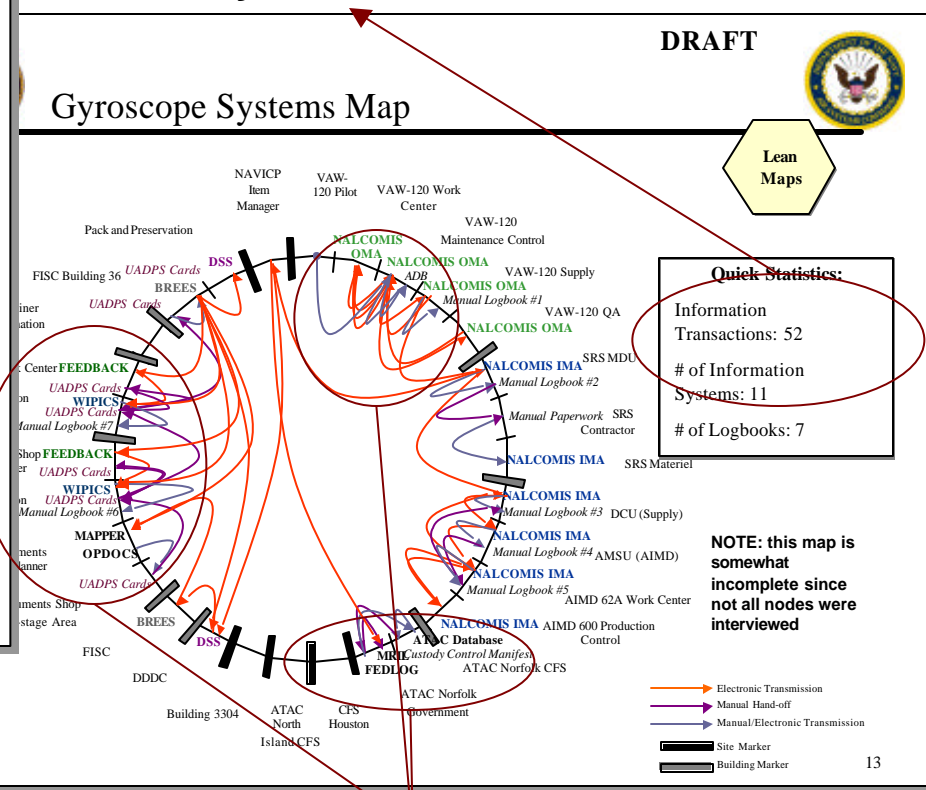 DRAFT
Gyroscope Systems Map
Lean
Maps
NAVICP
Item
Manager
VAW-
120 Pilot
VAW-120 Work
Center
VAW-120
Maintenance Control
VAW-120 Supply
VAW-120 QA
Pack and Preservation
FISC Building 36
UADPS Cards
DSS
BREES
UADPS Cards
NALCOMIS
OMA
NALCOMIS OMA
ADB
NALCOMIS OMA
Manual Logbook #1
NALCOMIS OMA
Quick Statistics:
Information
Transactions: 52
# of Information
Systems: 11
# of Logbooks: 7
Center
FEEDBACK
UADPS Cards
WIPICS
UADPS Cards
Manual Logbook #7
NALCOMIS IMA
SRS MDU
Manual Logbook #2
Manual Paperwork
SRS
Contractor
NALCOMIS IMA
SRS Materiel
Shop
FEEDBACK
UADPS Cards
WIPICS
UADPS Cards
Manual Logbook #6
MAPPER
OPDOCS
UADPS Cards
NALCOMIS IMA
Manual Logbook #3
DCU (Supply)
NALCOMIS IMA
Manual Logbook #4
AMSU (AIMD)
NALCOMIS IMA
Manual Logbook #5
AIMD 62A Work Center
NALCOMIS IMA
AIMD 600 Production
Control
NOTE: this map is
somewhat
incomplete since
not all nodes were
interviewed
Shop
-stage Area
BREES
FISC
DSS
DDDC
Building 3304
ATAC
North
Island CFS
CFS
Houston
MRIL
FEDLOG
ATAC Database
Custody Control Manifest
ATAC Norfolk CFS
ATAC Norfolk
Government
Electronic Transmission
Manual Hand-off
Manual/Electronic Transmission
Site Marker
Building Marker
13